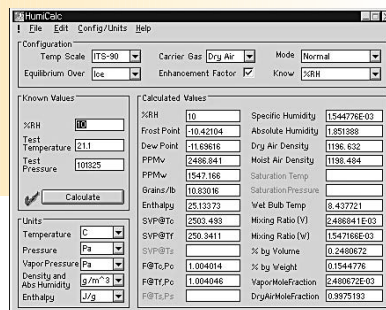 HumiCalc
! File Edit Config/Units Help
Configuration
Temp Scale ITS-90 Carrier Gas Dry Air Mode Normal
Equilibrium Over Ice Enhancement Factor Know %RH
Known Values
%RH 10
Test Temperature 21.1
Test Pressure 101325
Calculate
Units
Temperature C
Pressure Pa
Vapor Pressure Pa
Density and Abs Humidity g/m^3
Enthalpy J/g
Calculated Values
%RH 10 Specific Humidity 1.544776E-03
Frost Point -10.42104 Absolute Humidity 1.851388
Dew Point -11.69616 Dry Air Density 1196.632
PPMv 2486.841 Moist Air Density 1198.484
PPMw 1547.166 Saturation Temp
Grains/lb 10.83016 Saturation Pressure
Enthalpy 25.13373 Wet Bulb Temp 8.437721
SVP@Tc 2503.493 Mixing Ratio (V) 2.486841E-03
SVP@Tf 250.3411 Mixing Ratio (W) 1.547166E-03
SVP@Ts % by Volume 0.2480672
F@Tc,Pc 1.004014 % by Weight 0.1544776
F@Tf,Pc 1.004046 VaporMoleFraction 2.480672E-03
F@Ts,Ps DryAirMoleFraction 0.9975193